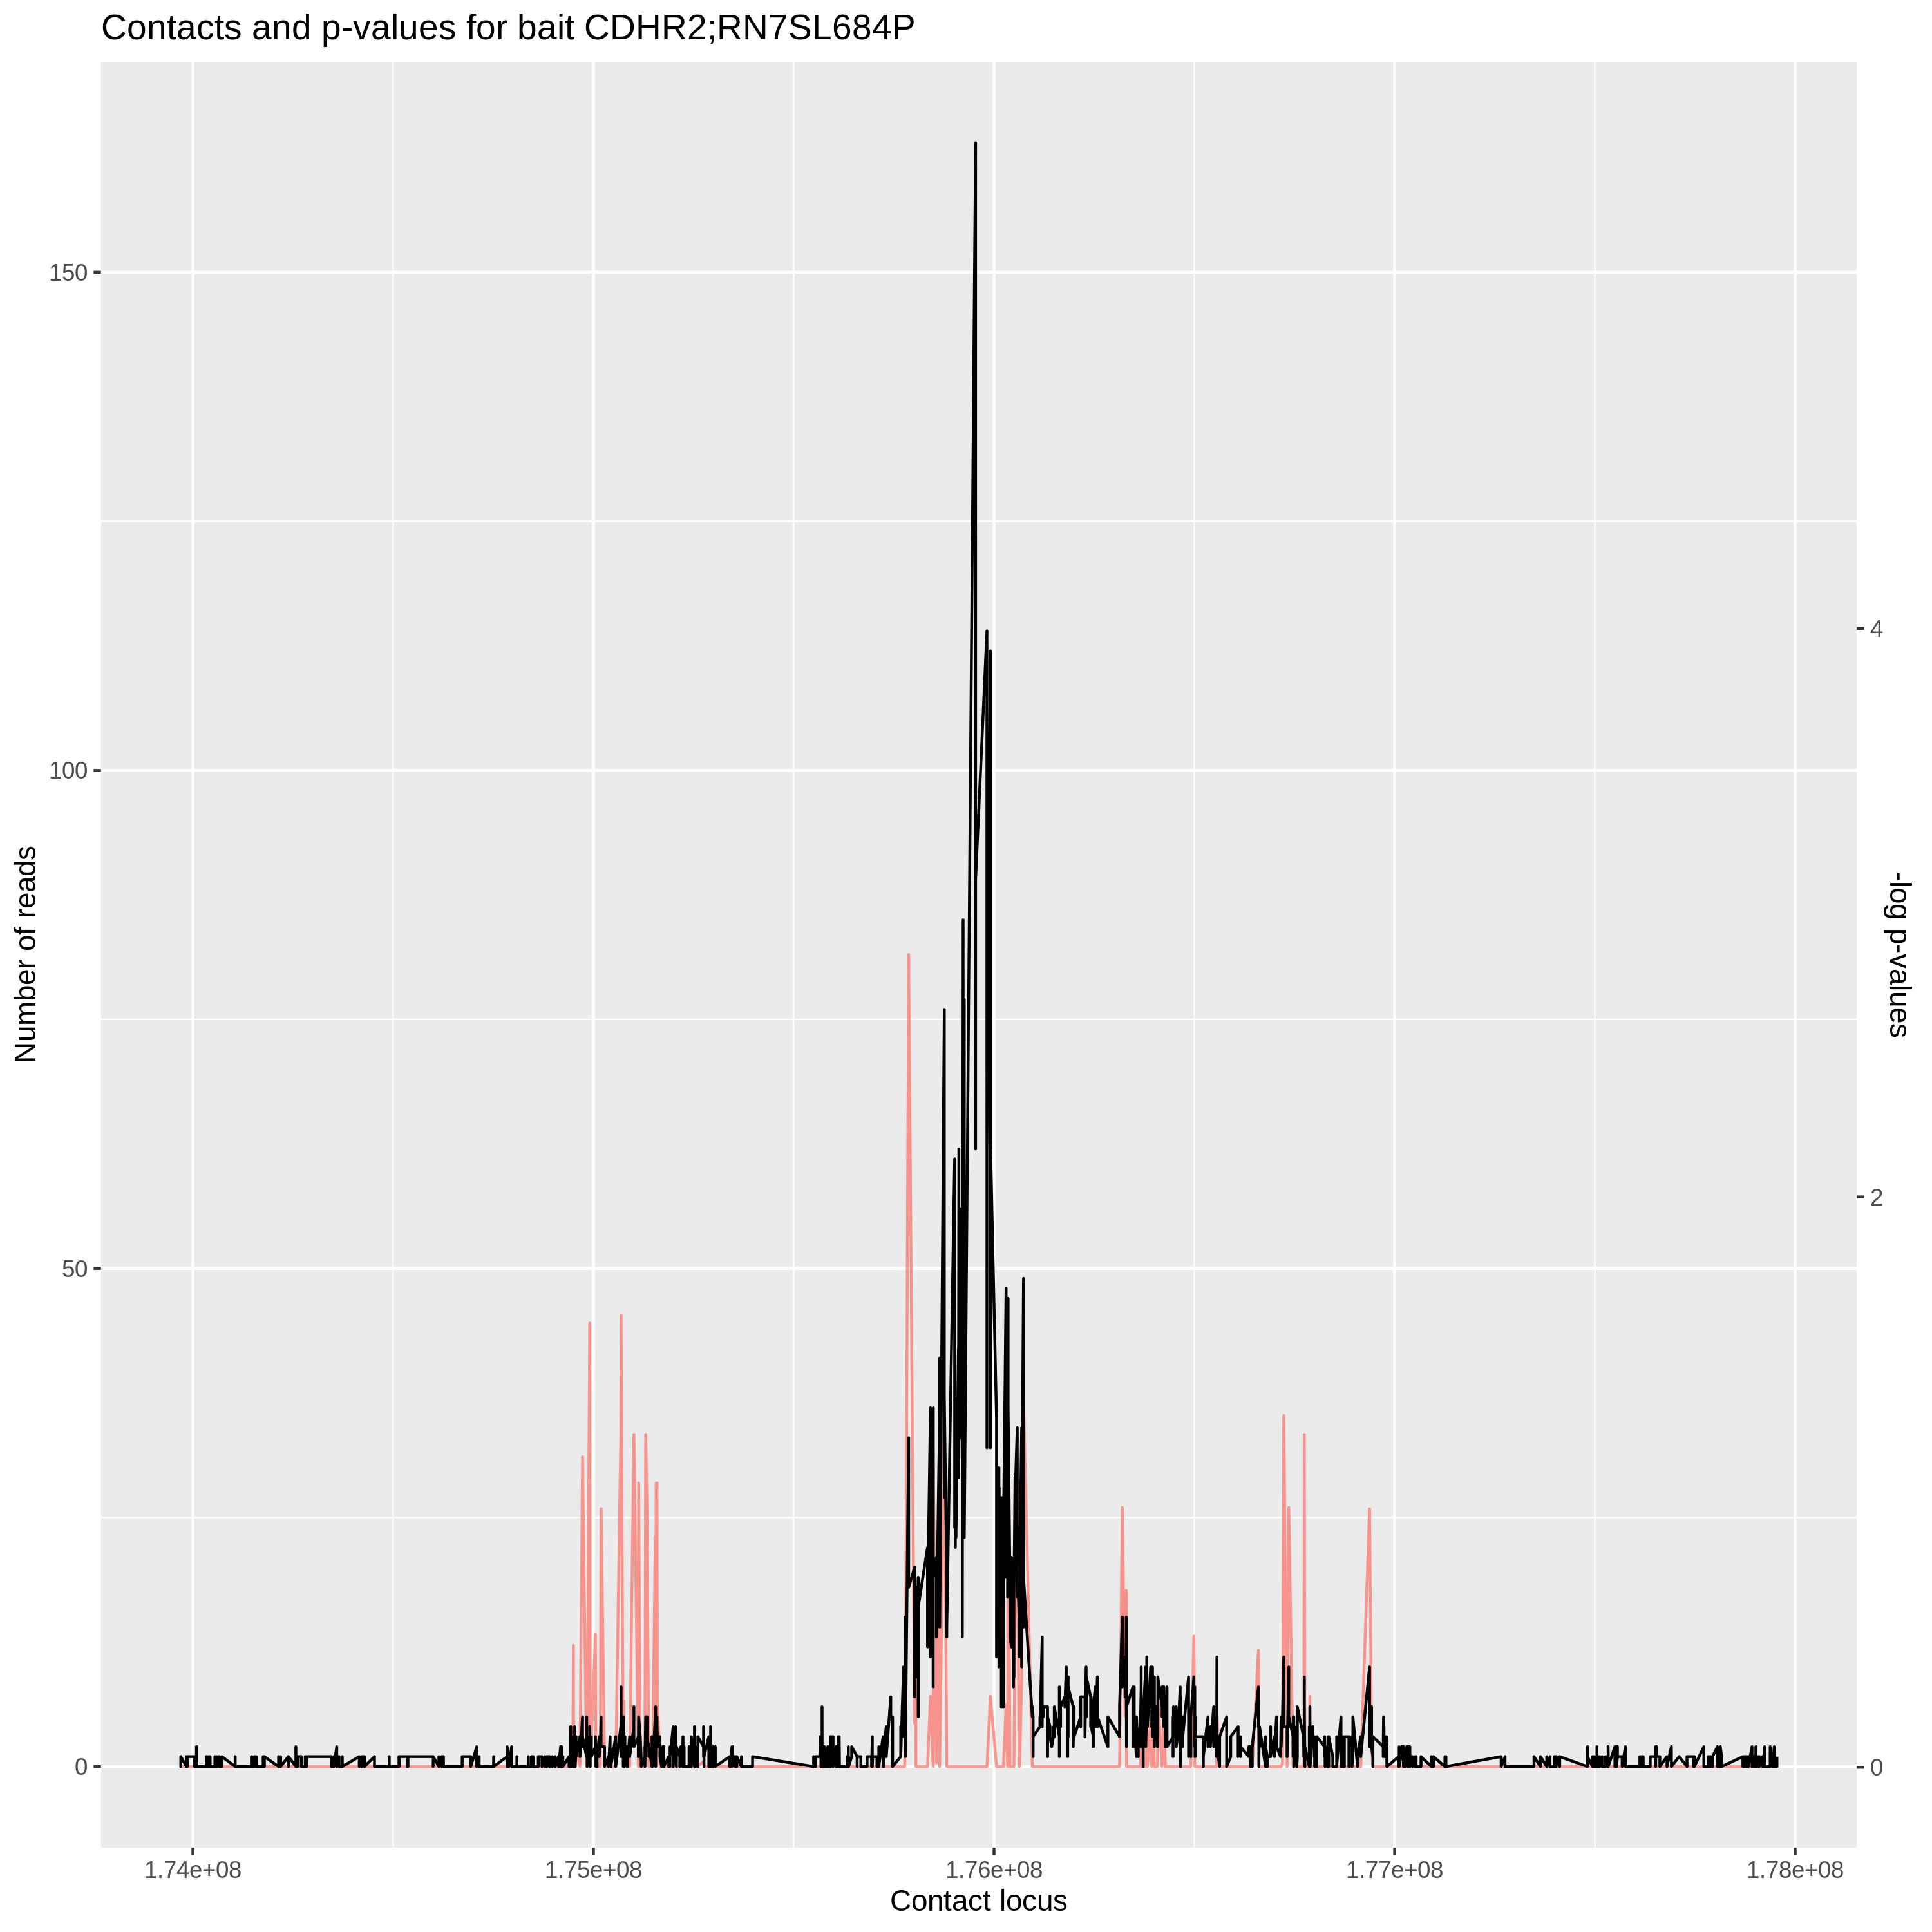 Contacts and p-values for bait CDHR2;RN7SL684P
150
100
50
0
Number of reads
4
2
0
-log p-values
1.74e+08
1.75e+08
1.76e+08
1.77e+08
1.78e+08
Contact locus